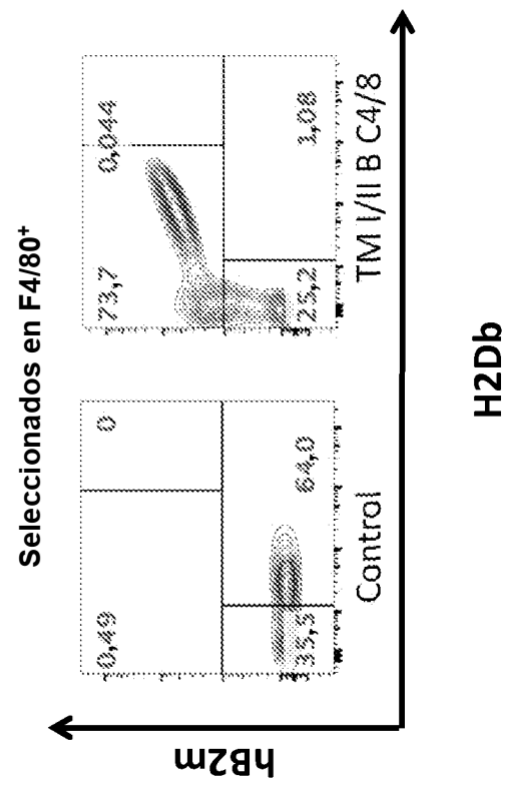 Seleccionados en F4/80⁺
hB2m
0,49
0
35,5
64,0
Control
73,7
0,044
25,2
1,08
TM I/II B C4/8
H2Db